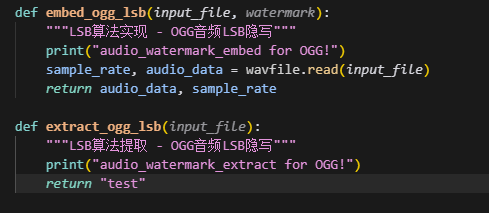 def embed_ogg_lsb(input_file, watermark):
    """LSB算法实现 - OGG音频LSB隐写"""
    print("audio_watermark_embed for OGG!")
    sample_rate, audio_data = wavfile.read(input_file)
    return audio_data, sample_rate

def extract_ogg_lsb(input_file):
    """LSB算法提取 - OGG音频LSB隐写"""
    print("audio_watermark_extract for OGG!")
    return "test"